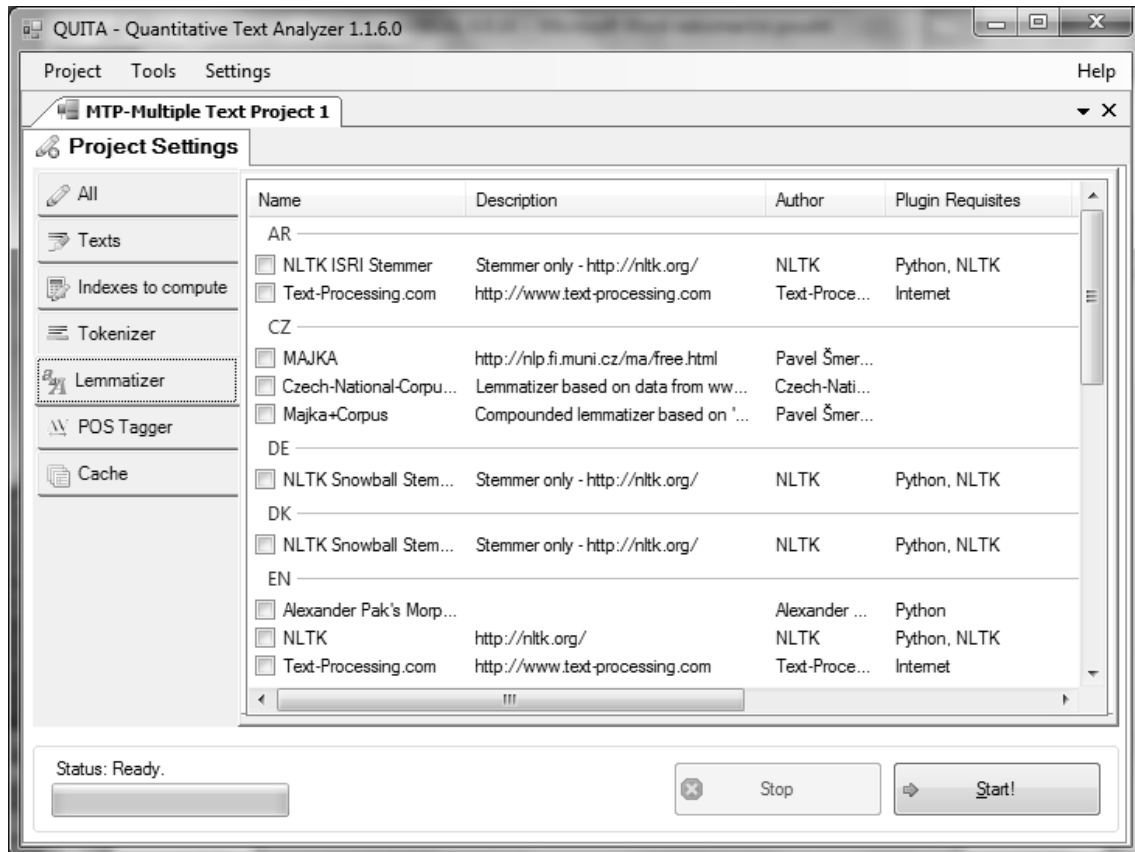 QUITA - Quantitative Text Analyzer 1.1.6.0
Project Tools Settings Help
MTP-Multiple Text Project 1
Project Settings
All
Texts
Indexes to compute
Tokenizer
Lemmatizer
POS Tagger
Cache
Name Description Author Plugin Requisites
AR
NLTK ISRI Stemmer Stemmer only - http://nltk.org/ NLTK Python, NLTK
Text-Processing.com http://www.text-processing.com Text-Proce... Internet
CZ
MAJKA http://nlp.fi.muni.cz/ma/free.html Pavel Šmer...
Czech-National-Corpu... Lemmatizer based on data from ww... Czech-Nati...
Majka+Corpus Compounded lemmatizer based on '... Pavel Šmer...
DE
NLTK Snowball Stem... Stemmer only - http://nltk.org/ NLTK Python, NLTK
DK
NLTK Snowball Stem... Stemmer only - http://nltk.org/ NLTK Python, NLTK
EN
Alexander Pak's Morp... Alexander ... Python
NLTK http://nltk.org/ NLTK Python, NLTK
Text-Processing.com http://www.text-processing.com Text-Proce... Internet
Status: Ready.
Stop Start!